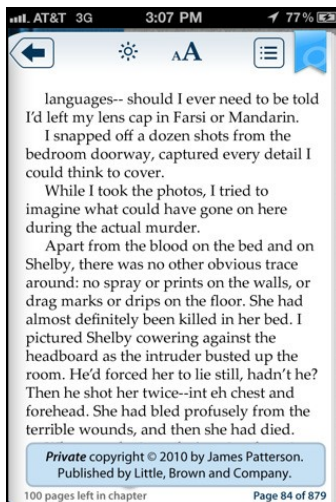 AT&T 3G 3:07 PM 77%
AA
languages-- should I ever need to be told
I'd left my lens cap in Farsi or Mandarin.
I snapped off a dozen shots from the
bedroom doorway, captured every detail I
could think to cover.
While I took the photos, I tried to
imagine what could have gone on here
during the actual murder.
Apart from the blood on the bed and on
Shelby, there was no other obvious trace
around: no spray or prints on the walls, or
drag marks or drips on the floor. She had
almost definitely been killed in her bed. I
pictured Shelby cowering against the
headboard as the intruder busted up the
room. He'd forced her to lie still, hadn't he?
Then he shot her twice--int eh chest and
forehead. She had bled profusely from the
terrible wounds, and then she had died.
Private copyright © 2010 by James Patterson.
Published by Little, Brown and Company.
100 pages left in chapter Page 84 of 879